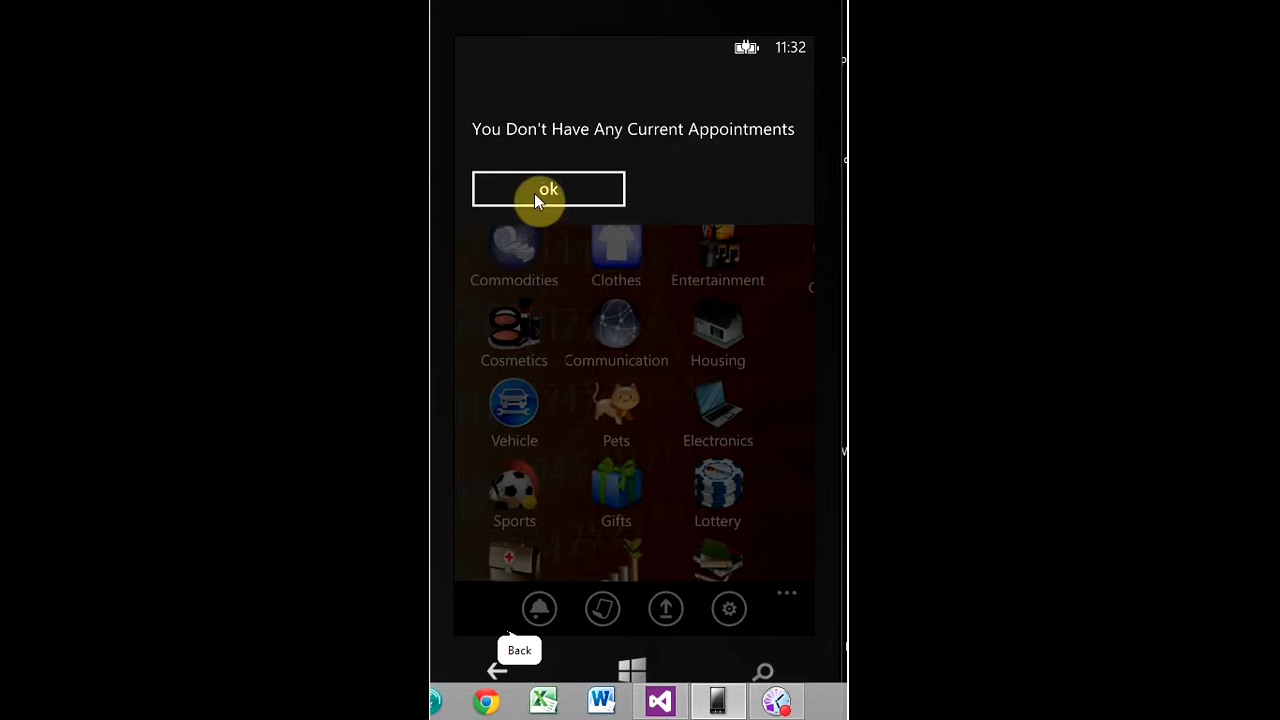 11:32
You Don't Have Any Current Appointments
ok
Commodities Clothes Entertainment
Cosmetics Communication Housing
Vehicle Pets Electronics
Sports Gifts Lottery
...
Back